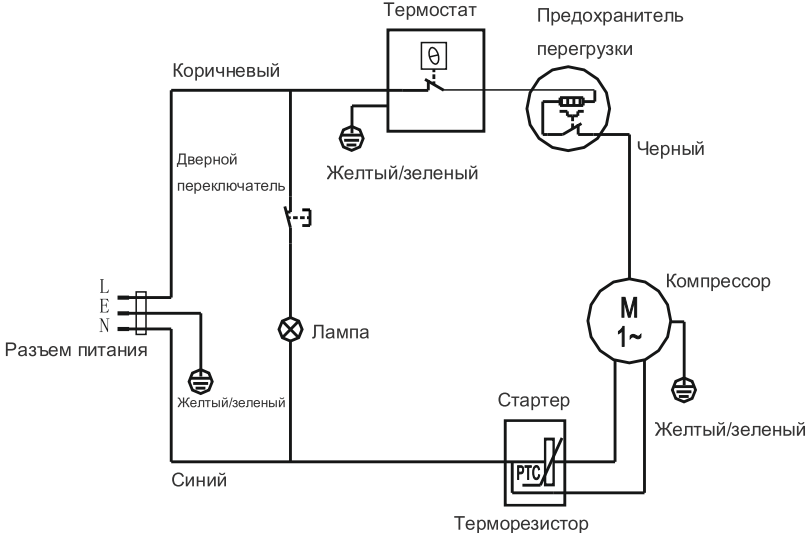 Термостат
Предохранитель
перегрузки
θ
Коричневый
Черный
Дверной
переключатель
Желтый/зеленый
Компрессор
L
E
N
M
1~
Лампа
Разъем питания
Желтый/зеленый
Стартер
Желтый/зеленый
PTC
Синий
Терморезистор